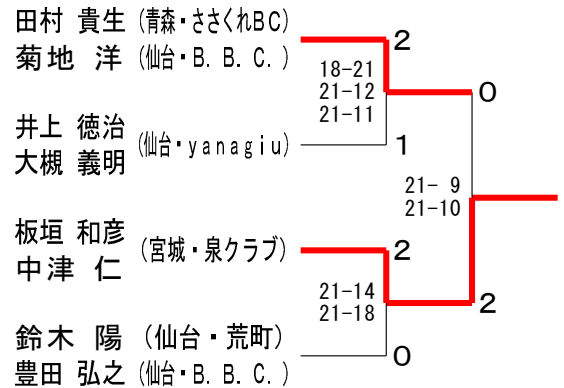 田村 貴生 (青森・ささくれBC)
菊地 洋 (仙台・B.B.C.)
井上 徳治
大槻 義明
(仙台・yanagiu)
板垣 和彦
中津 仁
(宮城・泉クラブ)
鈴木 陽 (仙台・荒町)
豊田 弘之 (仙台・B.B.C.)
2
18-21
21-12
21-11
1
0
21- 9
21-10
2
21-14
21-18
0
2